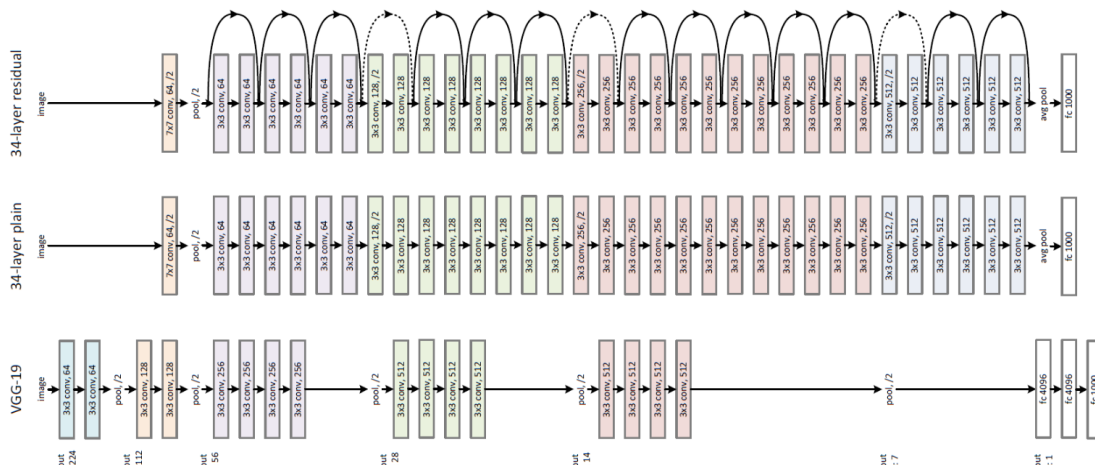 34-layer residual
image
7x7 conv, 64, /2
pool, /2
3x3 conv, 64
3x3 conv, 64
3x3 conv, 64
3x3 conv, 64
3x3 conv, 64
3x3 conv, 64
3x3 conv, 128, /2
3x3 conv, 128
3x3 conv, 128
3x3 conv, 128
3x3 conv, 128
3x3 conv, 128
3x3 conv, 128
3x3 conv, 128
3x3 conv, 256, /2
3x3 conv, 256
3x3 conv, 256
3x3 conv, 256
3x3 conv, 256
3x3 conv, 256
3x3 conv, 256
3x3 conv, 256
3x3 conv, 256
3x3 conv, 256
3x3 conv, 256
3x3 conv, 256
3x3 conv, 512, /2
3x3 conv, 512
3x3 conv, 512
3x3 conv, 512
3x3 conv, 512
3x3 conv, 512
avg pool
fc 1000
34-layer plain
image
7x7 conv, 64, /2
pool, /2
3x3 conv, 64
3x3 conv, 64
3x3 conv, 64
3x3 conv, 64
3x3 conv, 64
3x3 conv, 64
3x3 conv, 128, /2
3x3 conv, 128
3x3 conv, 128
3x3 conv, 128
3x3 conv, 128
3x3 conv, 128
3x3 conv, 128
3x3 conv, 128
3x3 conv, 256, /2
3x3 conv, 256
3x3 conv, 256
3x3 conv, 256
3x3 conv, 256
3x3 conv, 256
3x3 conv, 256
3x3 conv, 256
3x3 conv, 256
3x3 conv, 256
3x3 conv, 256
3x3 conv, 256
3x3 conv, 512, /2
3x3 conv, 512
3x3 conv, 512
3x3 conv, 512
3x3 conv, 512
3x3 conv, 512
avg pool
fc 1000
VGG-19
image
3x3 conv, 64
3x3 conv, 64
pool, /2
3x3 conv, 128
3x3 conv, 128
pool, /2
3x3 conv, 256
3x3 conv, 256
3x3 conv, 256
3x3 conv, 256
pool, /2
3x3 conv, 512
3x3 conv, 512
3x3 conv, 512
3x3 conv, 512
pool, /2
3x3 conv, 512
3x3 conv, 512
3x3 conv, 512
3x3 conv, 512
pool, /2
fc 4096
fc 4096
fc 1000
224
112
56
28
14
7
1